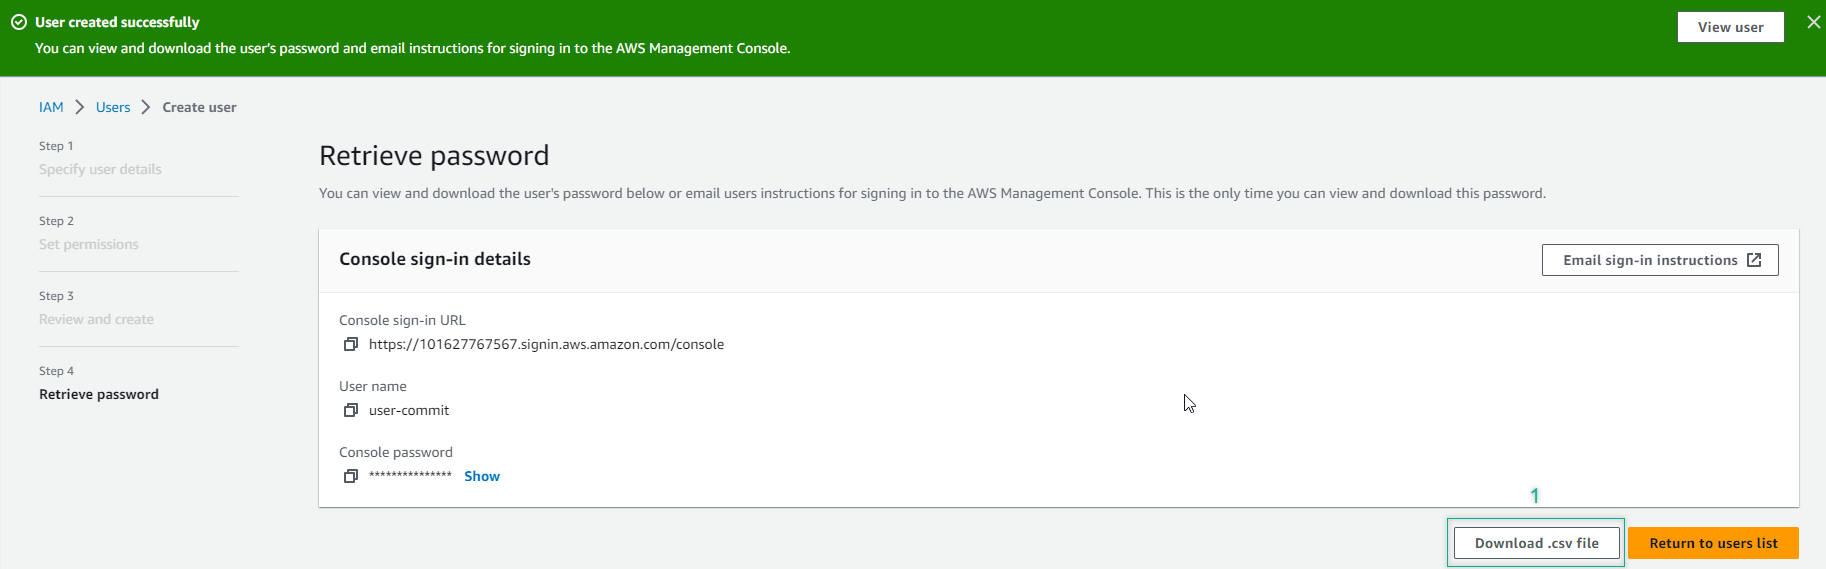 User created successfully
You can view and download the user's password and email instructions for signing in to the AWS Management Console.
View user
IAM > Users > Create user
Step 1
Specify user details
Step 2
Set permissions
Step 3
Review and create
Step 4
Retrieve password
Retrieve password
You can view and download the user's password below or email users instructions for signing in to the AWS Management Console. This is the only time you can view and download this password.
Console sign-in details
Email sign-in instructions
Console sign-in URL
https://101627767567.signin.aws.amazon.com/console
User name
user-commit
Console password
*************** Show
1
Download .csv file
Return to users list